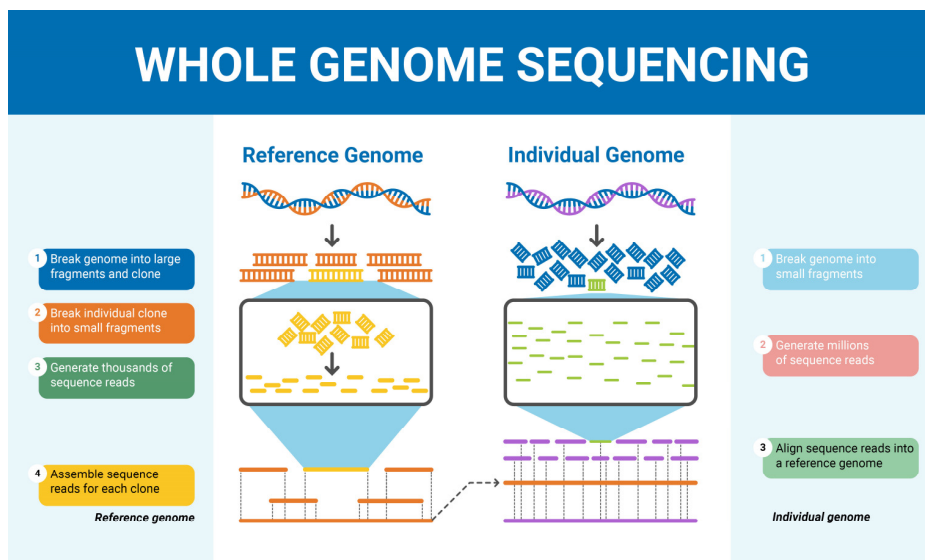 WHOLE GENOME SEQUENCING
Reference Genome
Individual Genome
1 Break genome into large
fragments and clone
2 Break individual clone
into small fragments
3 Generate thousands of
sequence reads
4 Assemble sequence
reads for each clone
Reference genome
1 Break genome into
small fragments
2 Generate millions
of sequence reads
3 Align sequence reads into
a reference genome
Individual genome